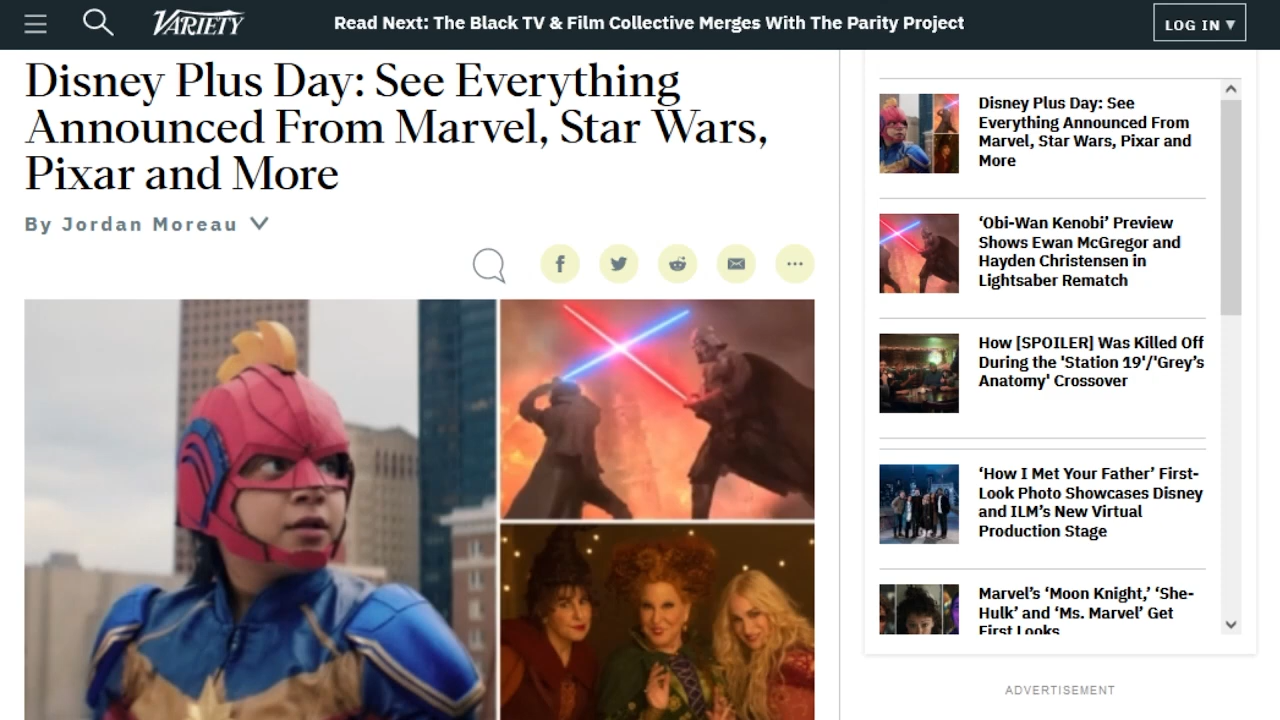 VARIETY
Read Next: The Black TV & Film Collective Merges With The Parity Project
LOG IN ▼
Disney Plus Day: See Everything
Announced From Marvel, Star Wars,
Pixar and More
By Jordan Moreau
Disney Plus Day: See
Everything Announced From
Marvel, Star Wars, Pixar and
More
‘Obi-Wan Kenobi’ Preview
Shows Ewan McGregor and
Hayden Christensen in
Lightsaber Rematch
How [SPOILER] Was Killed Off
During the 'Station 19'/'Grey’s
Anatomy' Crossover
‘How I Met Your Father’ First-
Look Photo Showcases Disney
and ILM’s New Virtual
Production Stage
Marvel’s ‘Moon Knight,’ ‘She-
Hulk’ and ‘Ms. Marvel’ Get
First Looks
ADVERTISEMENT